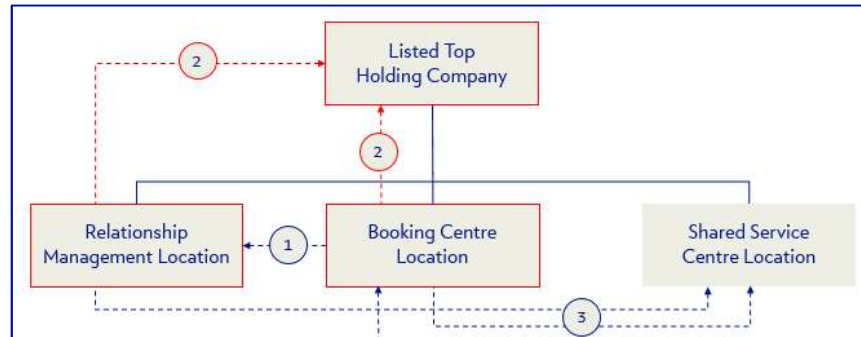 Listed Top
Holding Company
2
2
Relationship
Management Location
1
Booking Centre
Location
Shared Service
Centre Location
3